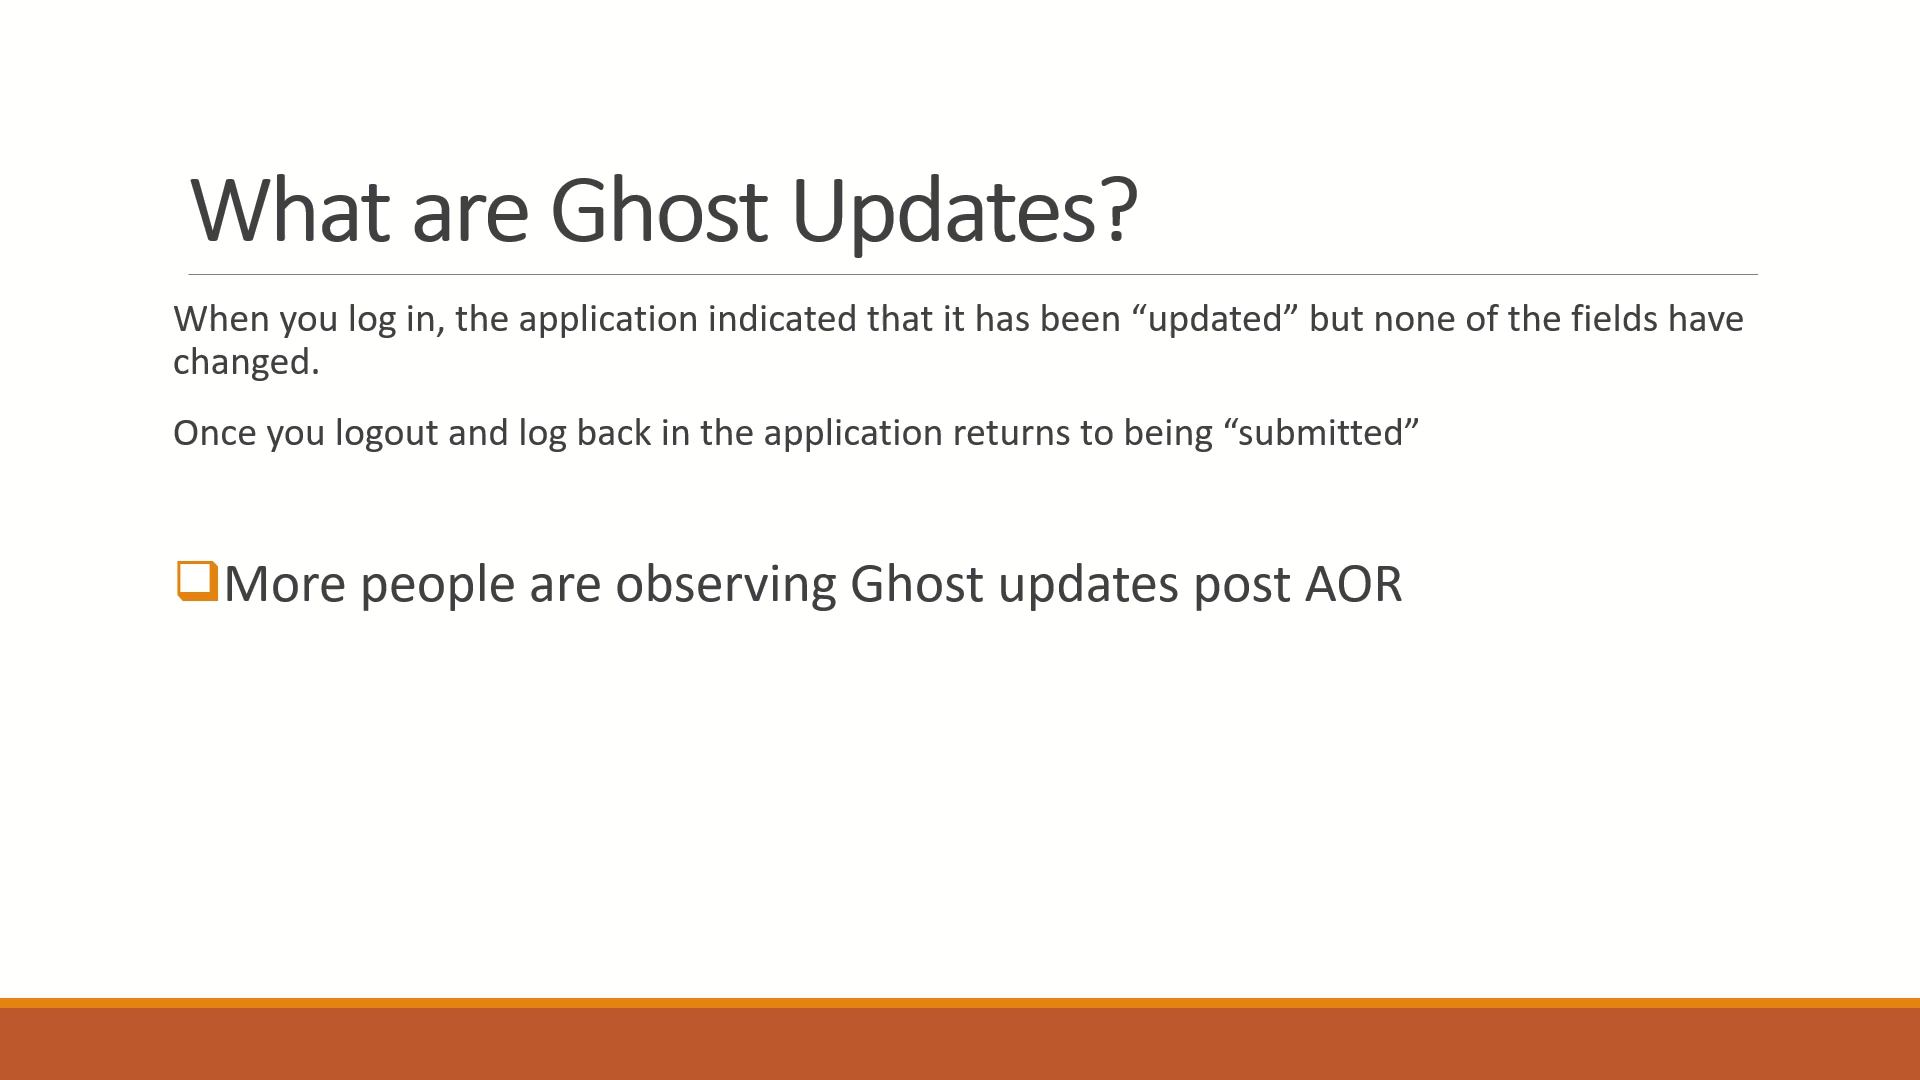 What are Ghost Updates?
When you log in, the application indicated that it has been “updated” but none of the fields have
changed.
Once you logout and log back in the application returns to being “submitted”
More people are observing Ghost updates post AOR